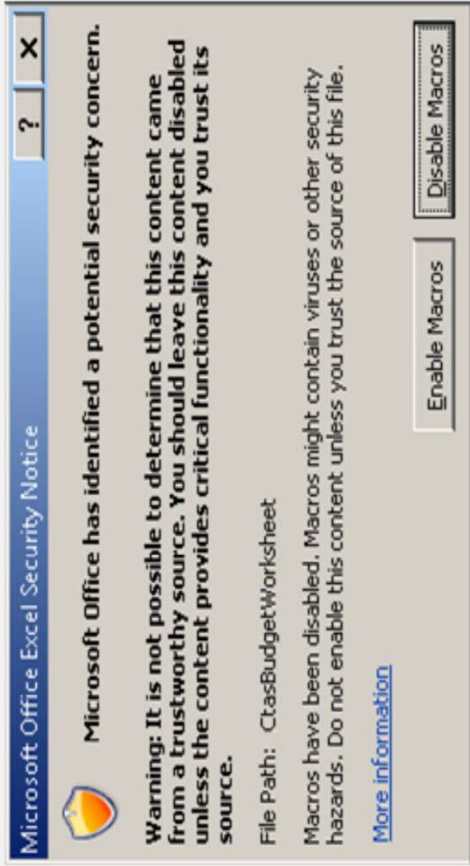 Microsoft Office Excel Security Notice
? X
Microsoft Office has identified a potential security concern.
Warning: It is not possible to determine that this content came
from a trustworthy source. You should leave this content disabled
unless the content provides critical functionality and you trust its
source.
File Path: CtasBudgetWorksheet
Macros have been disabled. Macros might contain viruses or other security
hazards. Do not enable this content unless you trust the source of this file.
More information
Enable Macros
Disable Macros